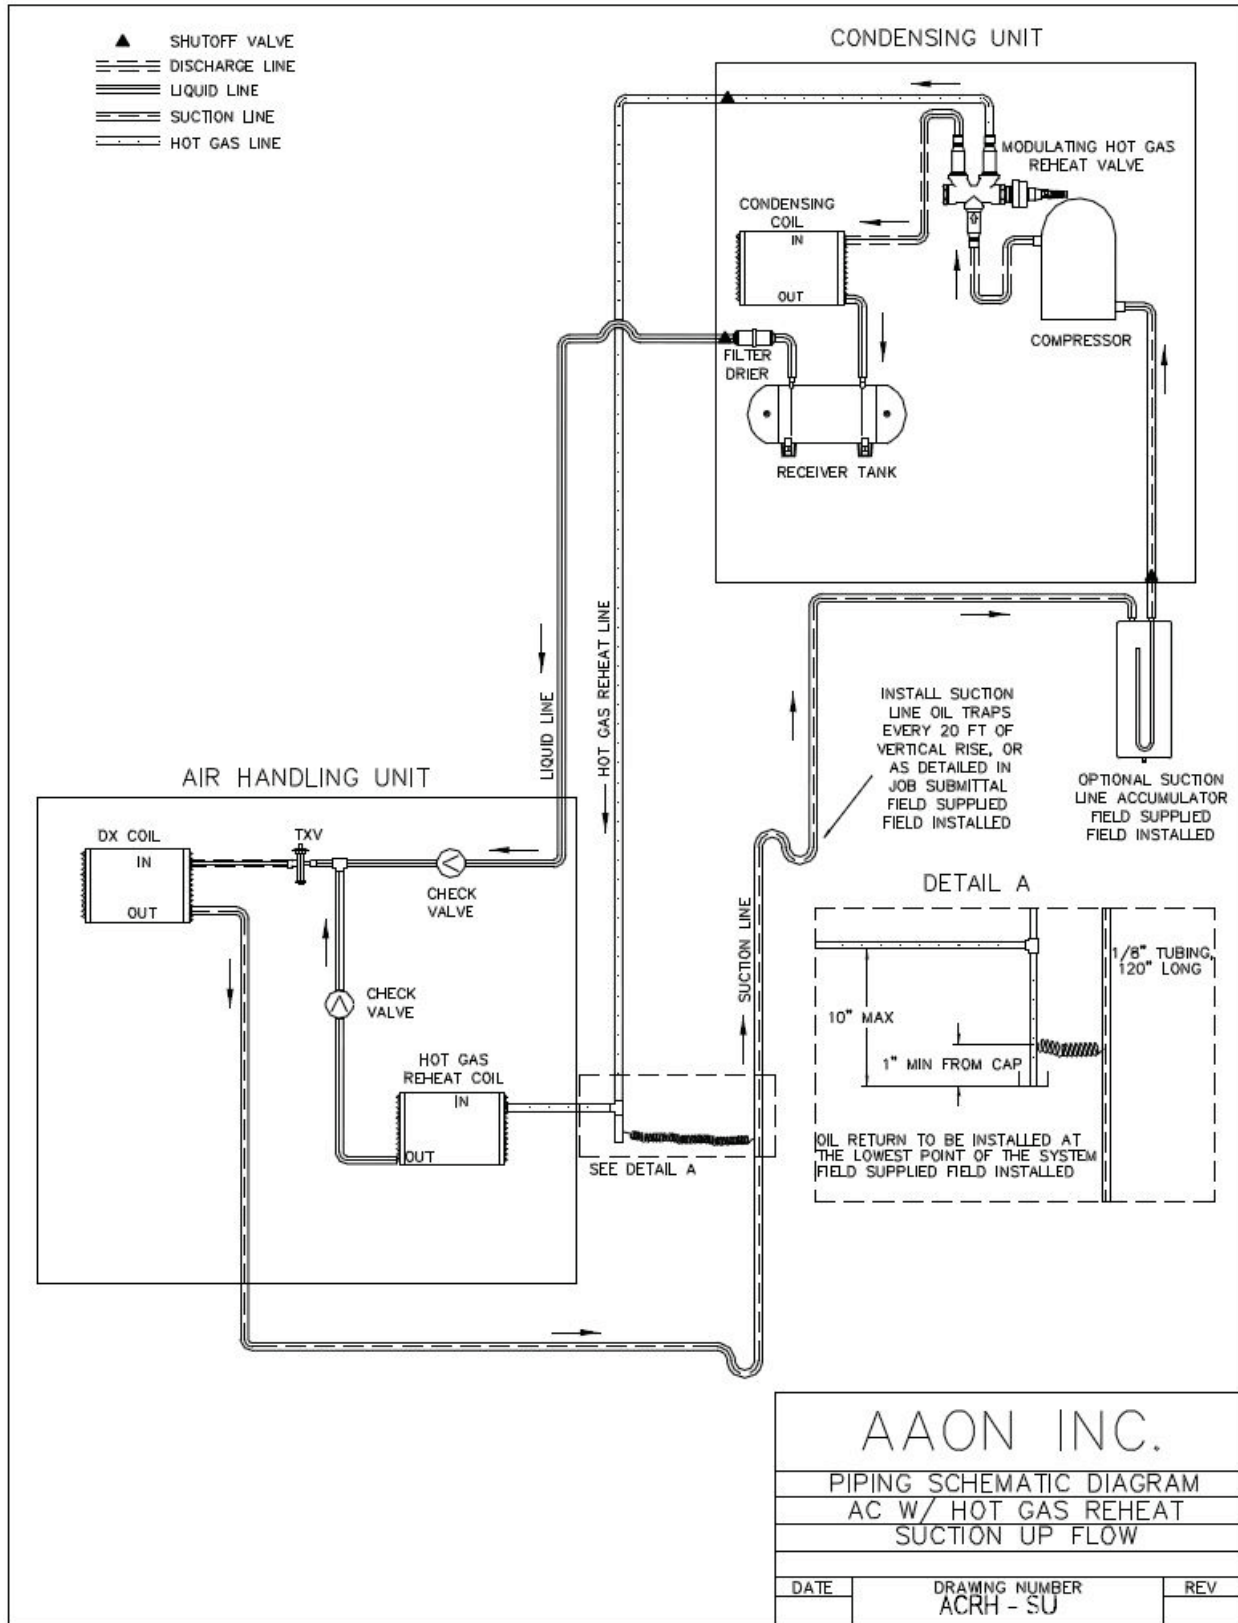 SHUTOFF VALVE
DISCHARGE LINE
LIQUID LINE
SUCTION LINE
HOT GAS LINE
CONDENSING UNIT
MODULATING HOT GAS
REHEAT VALVE
CONDENSING
COIL
IN
OUT
COMPRESSOR
FILTER
DRIER
RECEIVER TANK
HOT GAS REHEAT LINE
LIQUID LINE
INSTALL SUCTION
LINE OIL TRAPS
EVERY 20 FT OF
VERTICAL RISE, OR
AS DETAILED IN
JOB SUBMITTAL
FIELD SUPPLIED
FIELD INSTALLED
OPTIONAL SUCTION
LINE ACCUMULATOR
FIELD SUPPLIED
FIELD INSTALLED
AIR HANDLING UNIT
DX COIL
IN
OUT
TXV
CHECK
VALVE
CHECK
VALVE
HOT GAS
REHEAT COIL
IN
OUT
SUCTION LINE
SEE DETAIL A
DETAIL A
1/8" TUBING,
120" LONG
10" MAX
1" MIN FROM CAP
OIL RETURN TO BE INSTALLED AT
THE LOWEST POINT OF THE SYSTEM
FIELD SUPPLIED FIELD INSTALLED
AAON INC.
PIPING SCHEMATIC DIAGRAM
AC W/ HOT GAS REHEAT
SUCTION UP FLOW
DATE
DRAWING NUMBER
REV
ACRH - SU